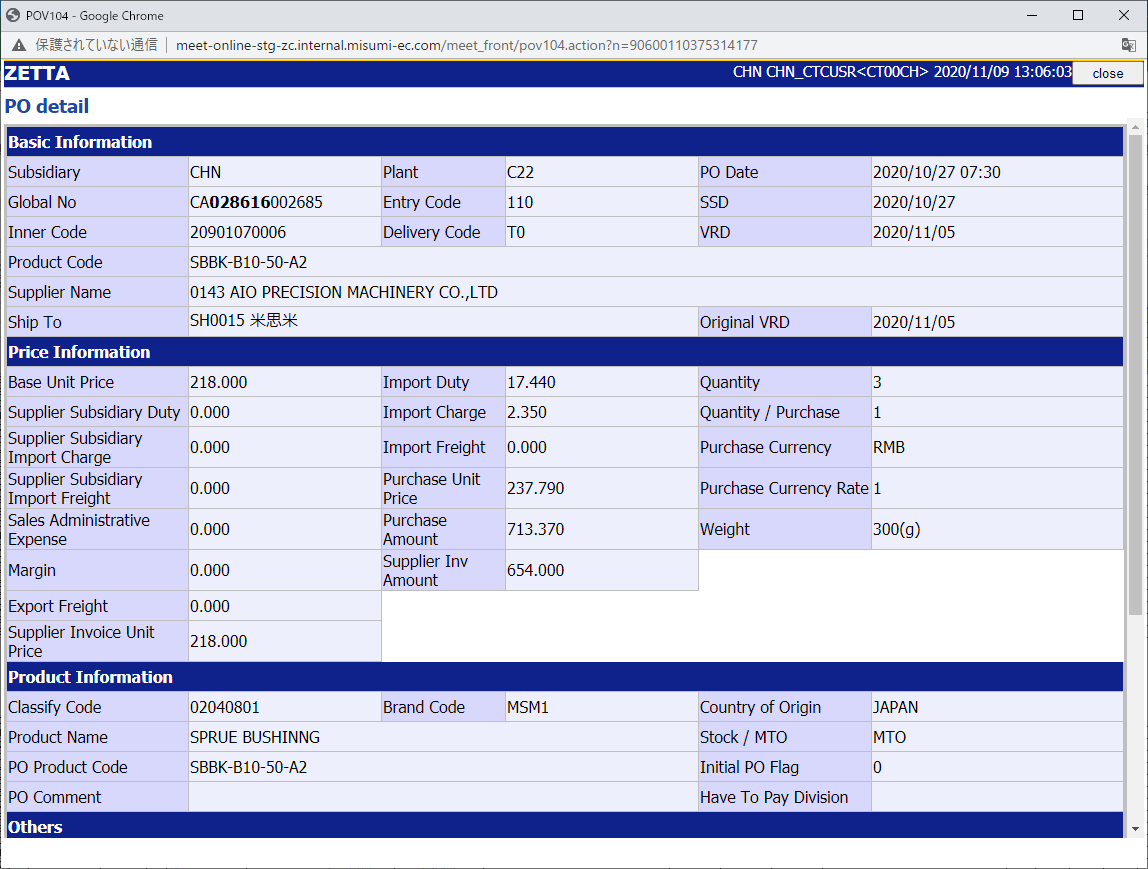 POV104 - Google Chrome
保護されていない通信 | meet-online-stg-zc.internal.misumi-ec.com/meet_front/pov104.action?n=90600110375314177
ZETTA CHN CHN_CTCUSR<CT00CH> 2020/11/09 13:06:03 close
PO detail
Basic Information
Subsidiary CHN Plant C22 PO Date 2020/10/27 07:30
Global No CA028616002685 Entry Code 110 SSD 2020/10/27
Inner Code 20901070006 Delivery Code T0 VRD 2020/11/05
Product Code SBBK-B10-50-A2
Supplier Name 0143 AIO PRECISION MACHINERY CO.,LTD
Ship To SH0015 米思米 Original VRD 2020/11/05
Price Information
Base Unit Price 218.000 Import Duty 17.440 Quantity 3
Supplier Subsidiary Duty 0.000 Import Charge 2.350 Quantity / Purchase 1
Supplier Subsidiary Import Charge 0.000 Import Freight 0.000 Purchase Currency RMB
Supplier Subsidiary Import Freight 0.000 Purchase Unit Price 237.790 Purchase Currency Rate 1
Sales Administrative Expense 0.000 Purchase Amount 713.370 Weight 300(g)
Margin 0.000 Supplier Inv Amount 654.000
Export Freight 0.000
Supplier Invoice Unit Price 218.000
Product Information
Classify Code 02040801 Brand Code MSM1 Country of Origin JAPAN
Product Name SPRUE BUSHINNG Stock / MTO MTO
PO Product Code SBBK-B10-50-A2 Initial PO Flag 0
PO Comment Have To Pay Division
Others